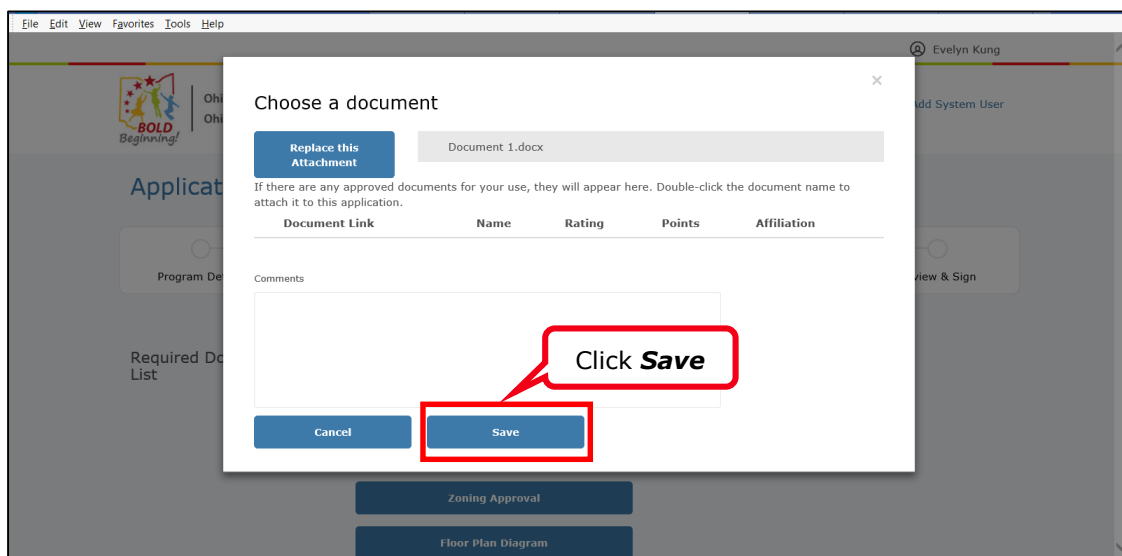 File Edit View Favorites Tools Help
Evelyn Kung
BOLD
Beginning!
Ohi
Ohi
Add System User
Choose a document
×
Replace this
Attachment
Document 1.docx
If there are any approved documents for your use, they will appear here. Double-click the document name to
attach it to this application.
Document Link Name Rating Points Affiliation
Applicat
Program De
view & Sign
Comments
Required Do
List
Click Save
Cancel Save
Zoning Approval
Floor Plan Diagram